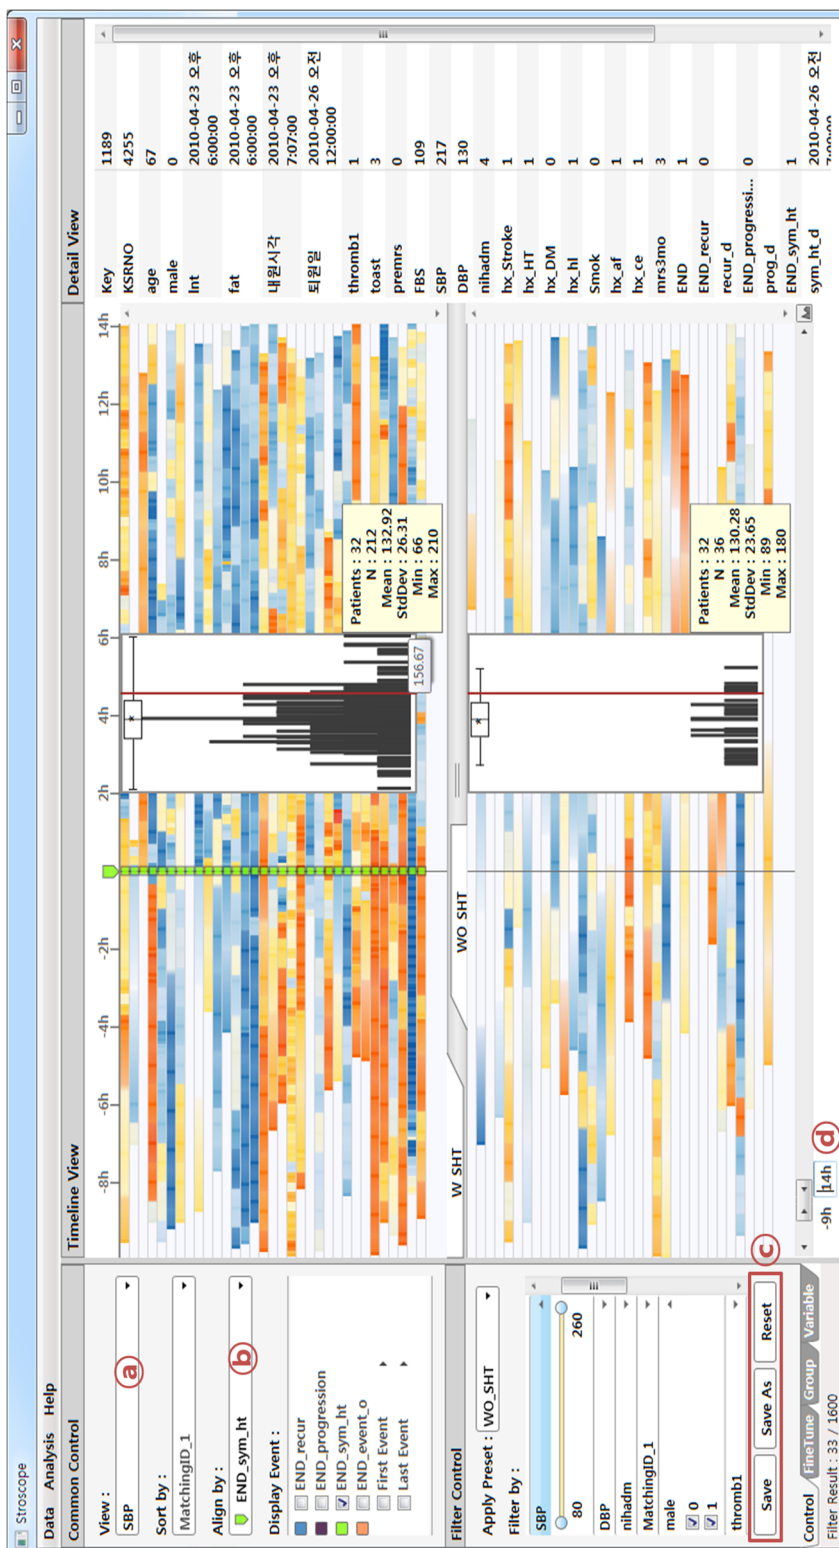 Stroscope
Data Analysis Help
Common Control
View :
SBP
ⓐ
Sort by :
MatchingID_1
Align by :
END_sym_ht
ⓑ
Display Event :
END_recur
END_progression
END_sym_ht
END_event_o
First Event
Last Event
Filter Control
Apply Preset : WO_SHT
Filter by :
SBP
80 260
DBP
nihadm
MatchingID_1
male
0
1
thromb1
Save Save As Reset
ⓒ
Control FineTune Group Variable
Filter Result : 33 / 1600
Timeline View
-8h -6h -4h -2h 2h 4h 6h 8h 10h 12h 14h
Patients : 32
N : 212
Mean : 132.92
StdDev : 26.31
Min : 66
Max : 210
156.67
W_SHT WO_SHT
Patients : 32
N : 36
Mean : 130.28
StdDev : 23.65
Min : 89
Max : 180
-9h 14h
ⓓ
Detail View
Key 1189
KSRNO 4255
age 67
male 0
Int 2010-04-23 오후
6:00:00
fat 2010-04-23 오후
6:00:00
내원시각 2010-04-23 오후
7:07:00
퇴원일 2010-04-26 오전
12:00:00
thromb1 1
toast 3
premrs 0
FBS 109
SBP 217
DBP 130
nihadm 4
hx_Stroke 1
hx_HT 1
hx_DM 0
hx_hl 1
Smok 0
hx_af 1
hx_ce 1
mrs3mo 3
END 1
END_recur 0
recur_d
END_progressi... 0
prog_d
END_sym_ht 1
sym_ht_d 2010-04-26 오전